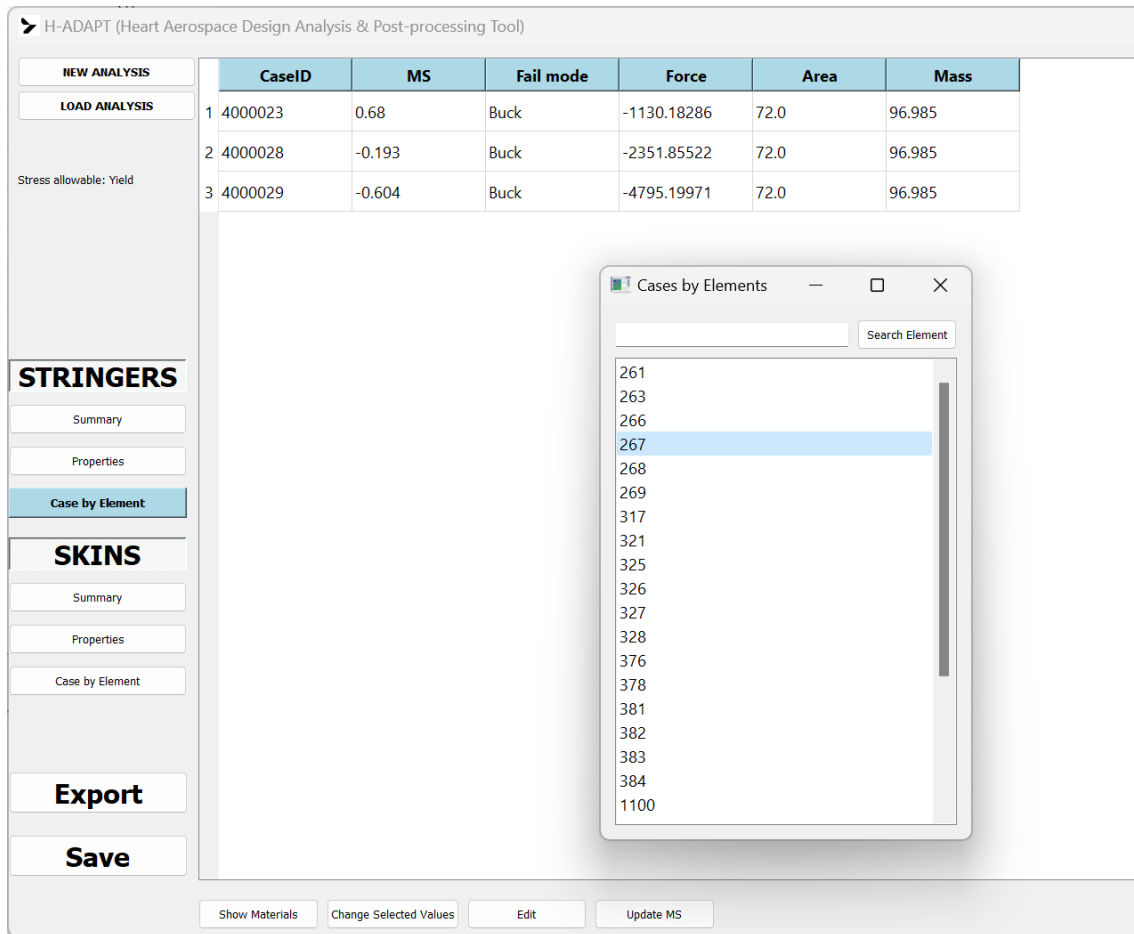 H-ADAPT (Heart Aerospace Design Analysis & Post-processing Tool)
NEW ANALYSIS
LOAD ANALYSIS
Stress allowable: Yield
CaseID MS Fail mode Force Area Mass
1 4000023 0.68 Buck -1130.18286 72.0 96.985
2 4000028 -0.193 Buck -2351.85522 72.0 96.985
3 4000029 -0.604 Buck -4795.19971 72.0 96.985
STRINGERS
Summary
Properties
Case by Element
SKINS
Summary
Properties
Case by Element
Export
Save
Cases by Elements
Search Element
261
263
266
267
268
269
317
321
325
326
327
328
376
378
381
382
383
384
1100
Show Materials Change Selected Values Edit Update MS